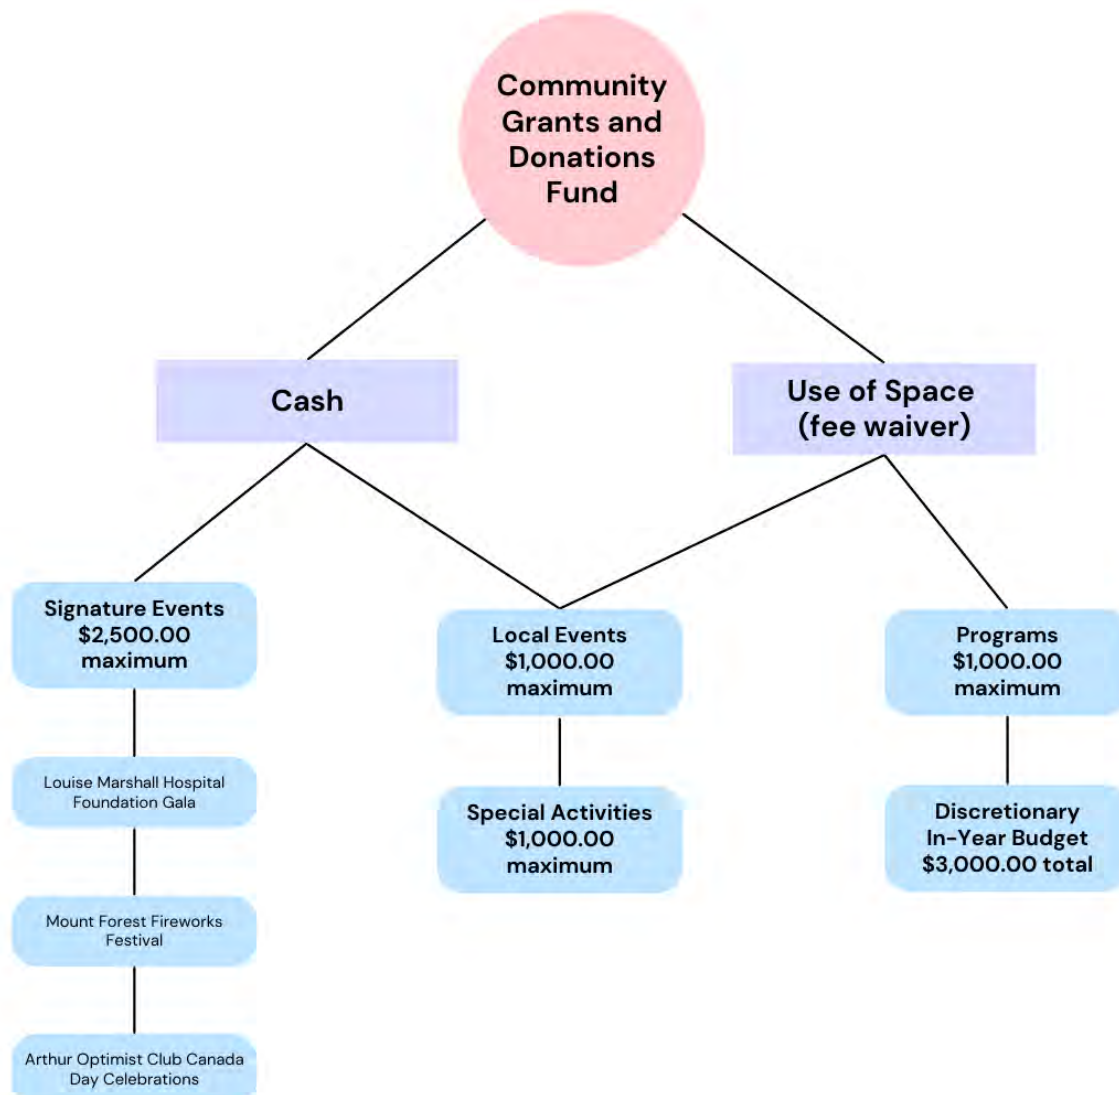 Community
Grants and
Donations
Fund
Cash
Use of Space
(fee waiver)
Signature Events
$2,500.00
maximum
Local Events
$1,000.00
maximum
Programs
$1,000.00
maximum
Louise Marshall Hospital
Foundation Gala
Special Activities
$1,000.00
maximum
Discretionary
In-Year Budget
$3,000.00 total
Mount Forest Fireworks
Festival
Arthur Optimist Club Canada
Day Celebrations